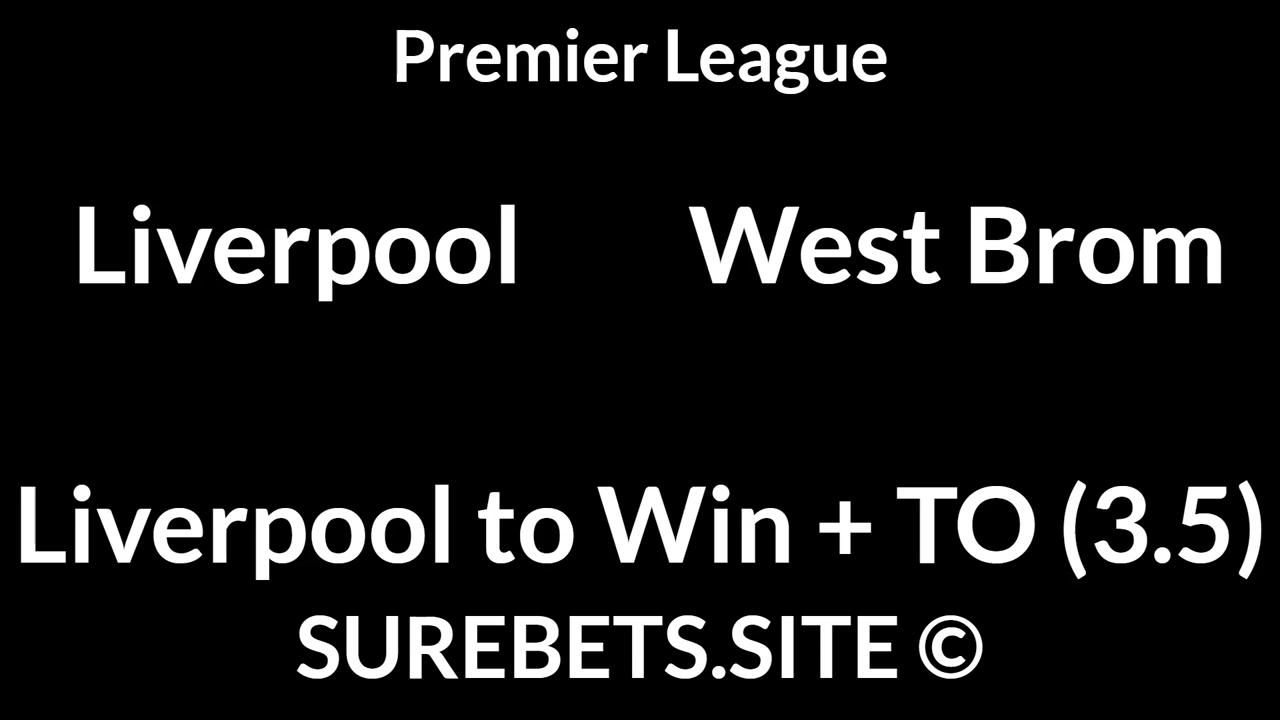 Premier League
Liverpool West Brom
Liverpool to Win + TO (3.5)
SUREBETS.SITE ©